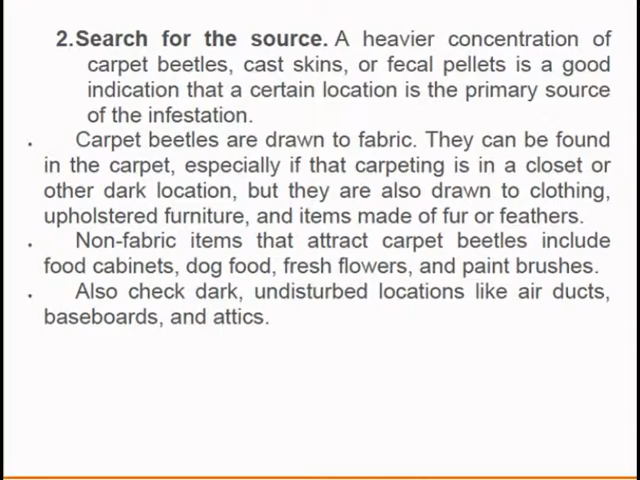 2.Search for the source. A heavier concentration of
carpet beetles, cast skins, or fecal pellets is a good
indication that a certain location is the primary source
of the infestation.
. Carpet beetles are drawn to fabric. They can be found
in the carpet, especially if that carpeting is in a closet or
other dark location, but they are also drawn to clothing,
upholstered furniture, and items made of fur or feathers.
. Non-fabric items that attract carpet beetles include
food cabinets, dog food, fresh flowers, and paint brushes.
. Also check dark, undisturbed locations like air ducts,
baseboards, and attics.